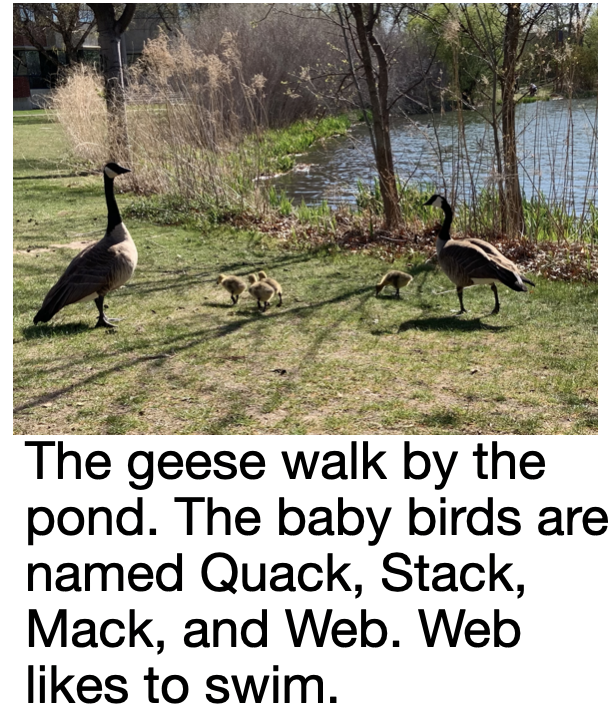 The geese walk by the
pond. The baby birds are
named Quack, Stack,
Mack, and Web. Web
likes to swim.